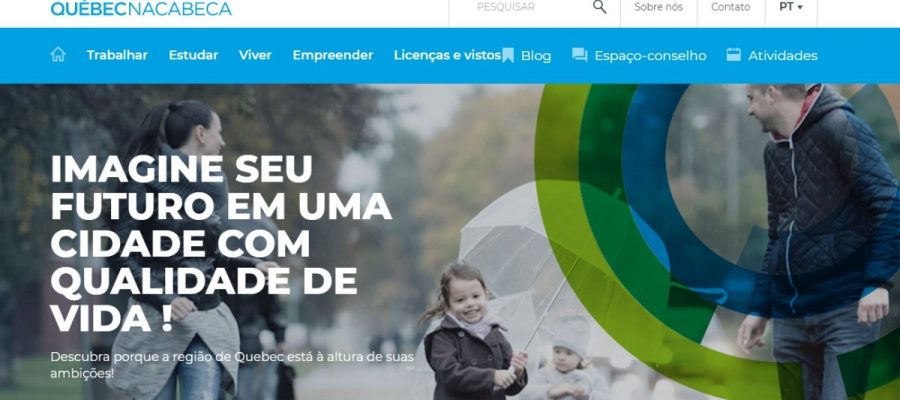 QUÉBECNACABECA
PESQUISAR
Sobre nós
Contato
PT
Trabalhar
Estudar
Viver
Empreender
Licenças e vistos
Blog
Espaço-conselho
Atividades
IMAGINE SEU
FUTURO EM UMA
CIDADE COM
QUALIDADE DE
VIDA !
Descubra porque a região de Quebec está à altura de suas
ambições!